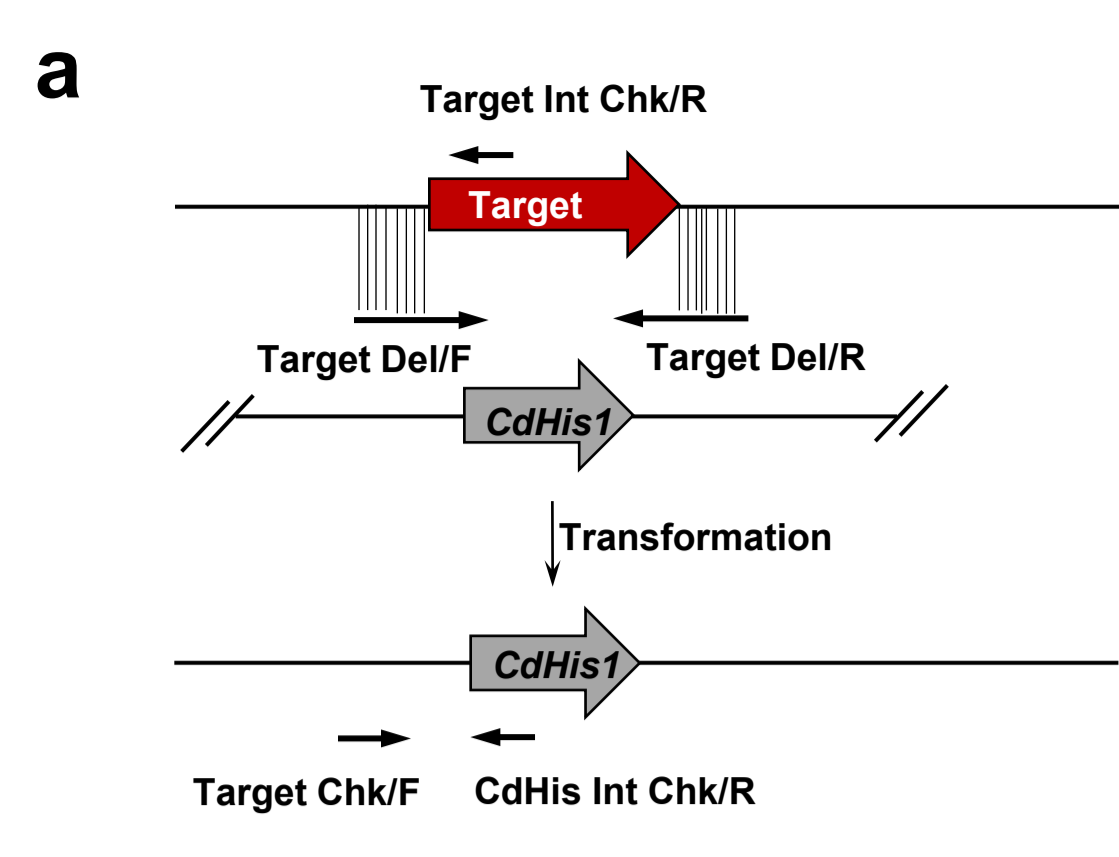 a
Target Int Chk/R
Target
Target Del/F
Target Del/R
CdHis1
Transformation
CdHis1
Target Chk/F
CdHis Int Chk/R